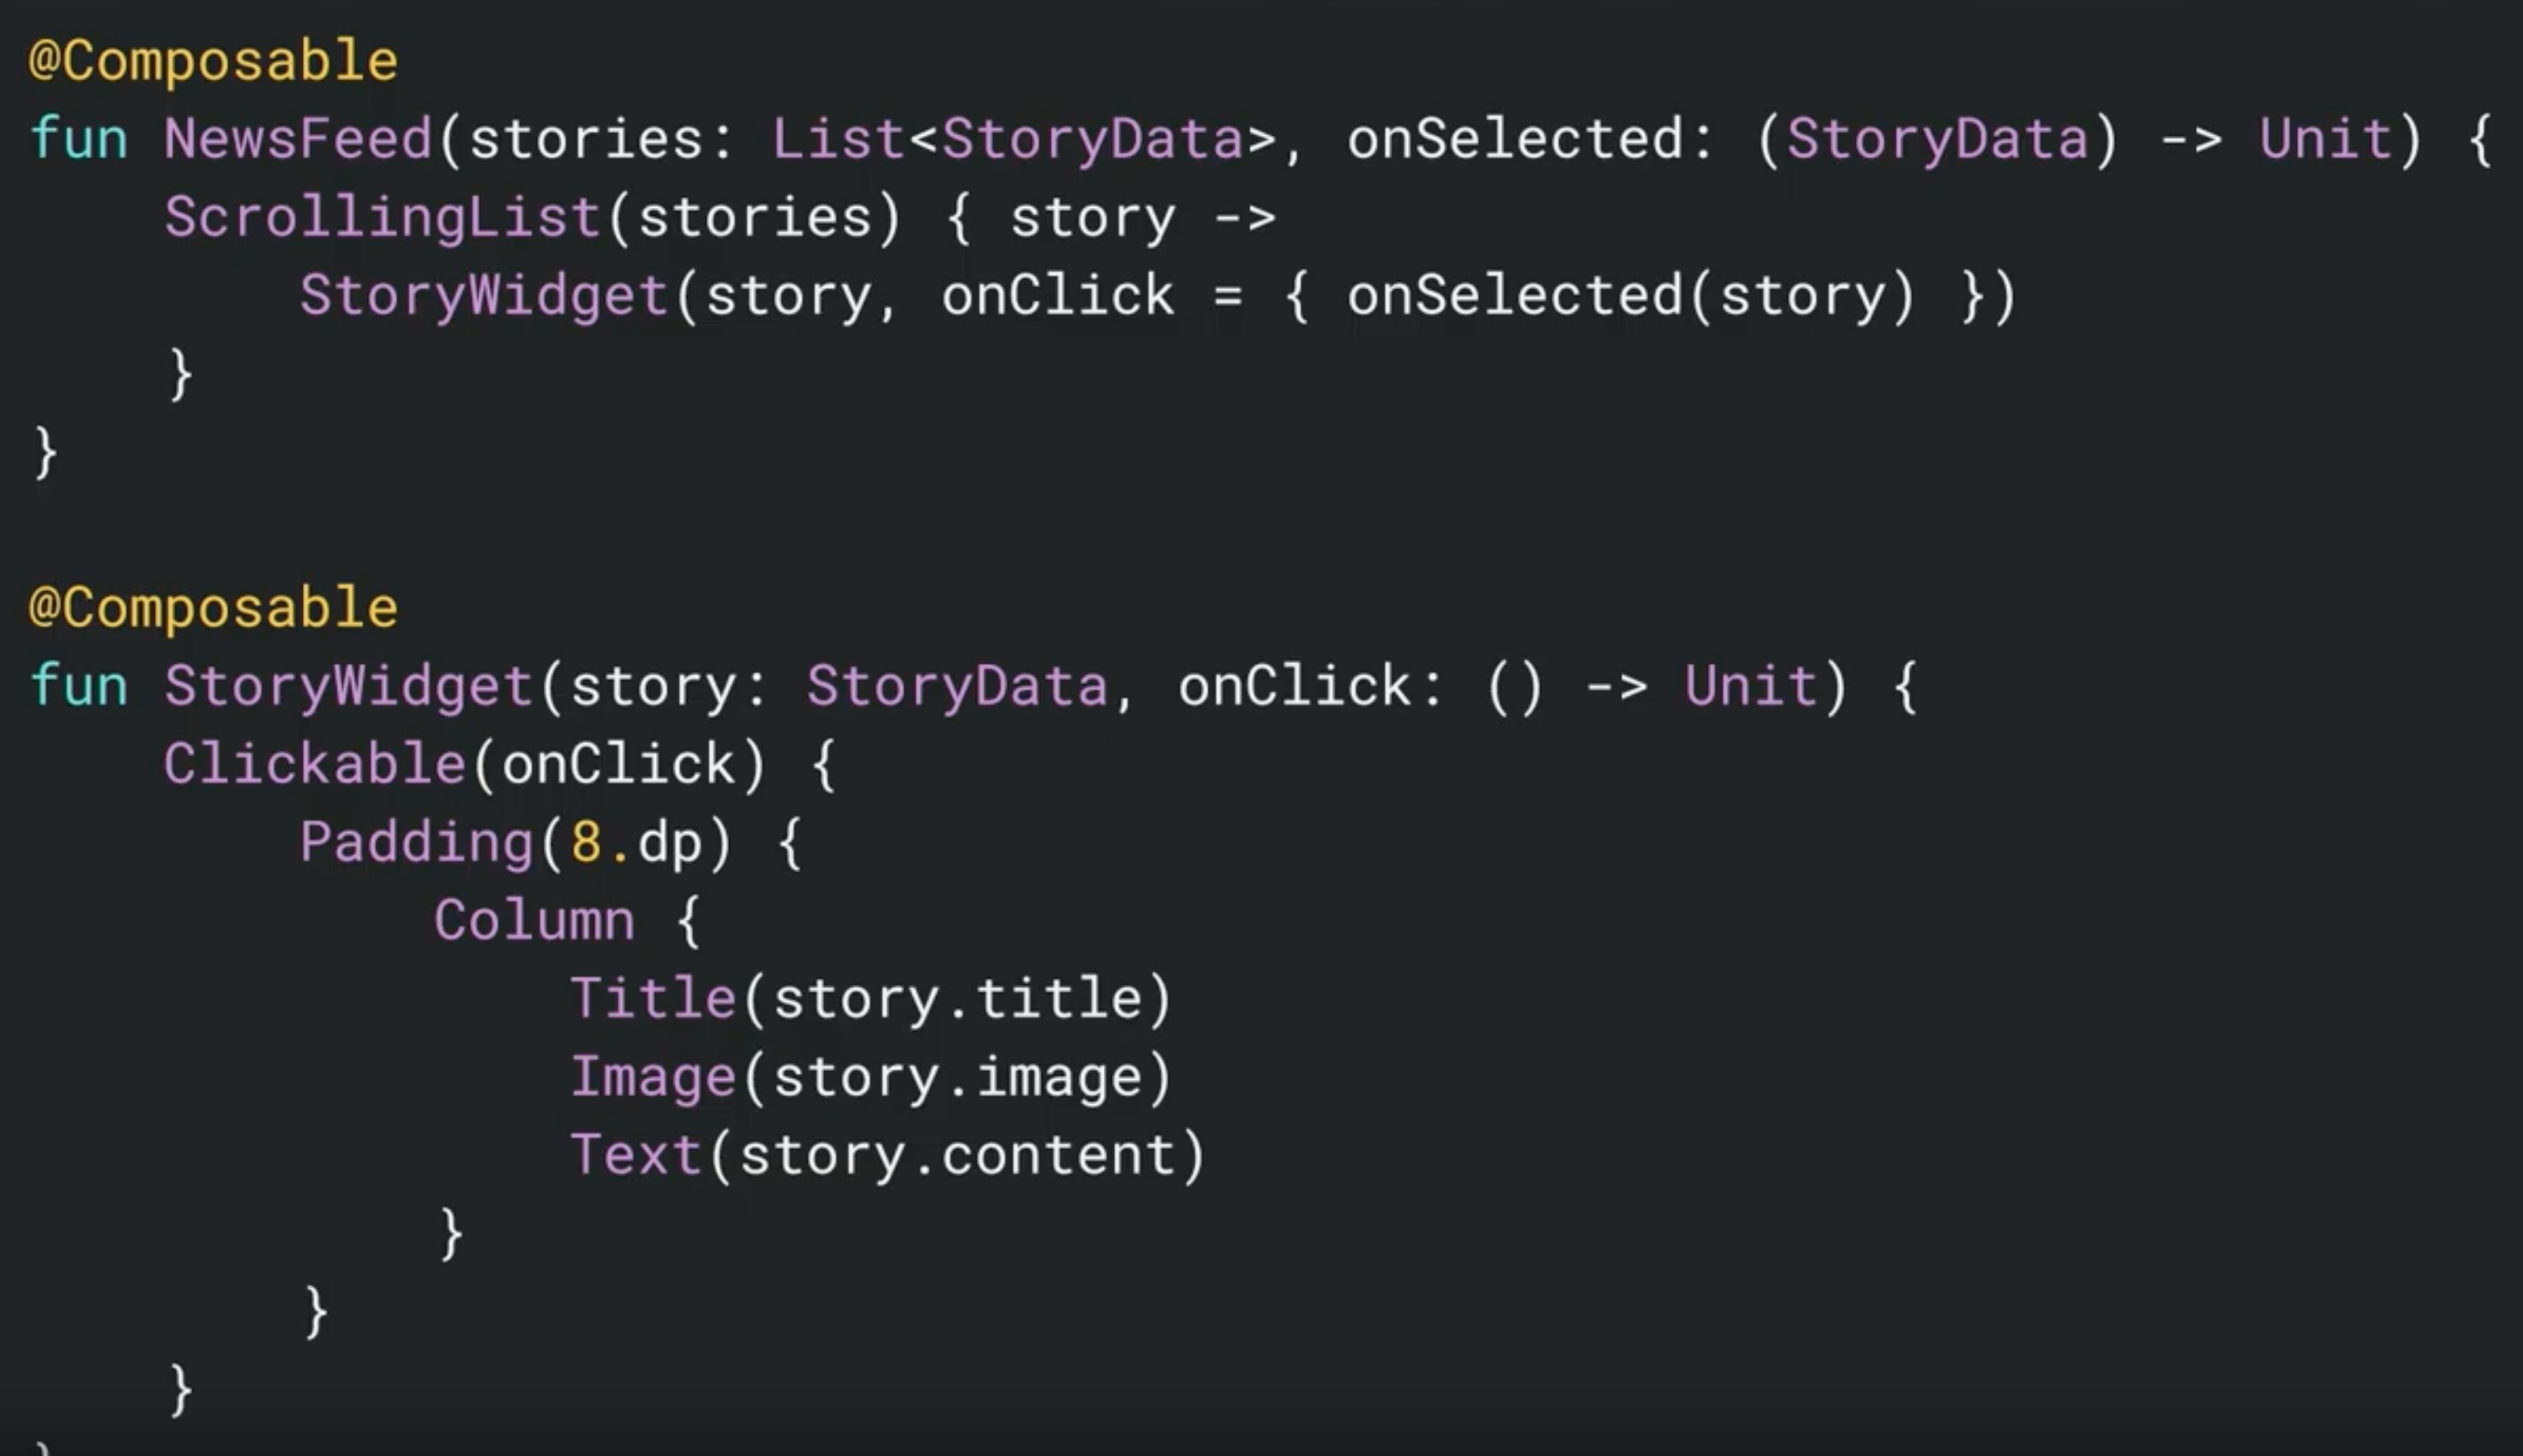 @Composable
fun NewsFeed(stories: List<StoryData>, onSelected: (StoryData) -> Unit) {
    ScrollingList(stories) { story ->
        StoryWidget(story, onClick = { onSelected(story) })
    }
}

@Composable
fun StoryWidget(story: StoryData, onClick: () -> Unit) {
    Clickable(onClick) {
        Padding(8.dp) {
            Column {
                Title(story.title)
                Image(story.image)
                Text(story.content)
            }
        }
    }
}